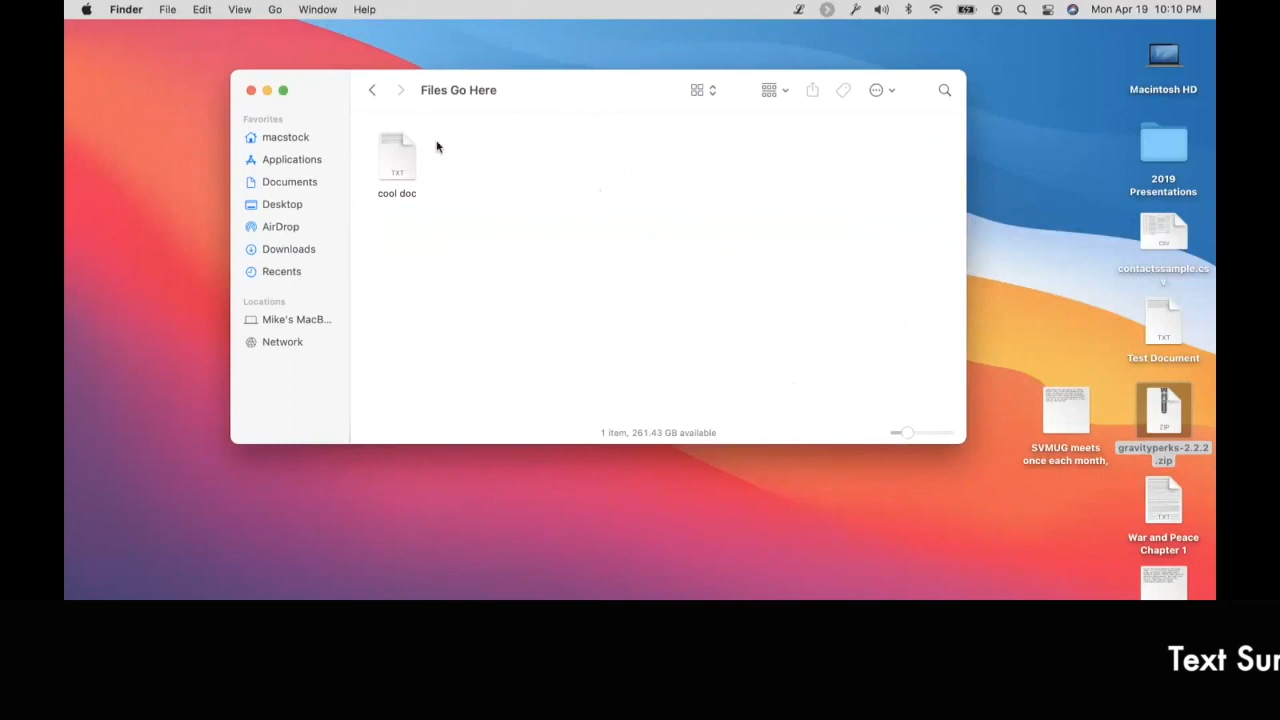 Finder File Edit View Go Window Help Mon Apr 19 10:10 PM
Files Go Here
Favorites
macstock
Applications
Documents
Desktop
AirDrop
Downloads
Recents
Locations
Mike's MacB...
Network
TXT
cool doc
1 item, 261.43 GB available
Macintosh HD
2019
Presentations
CSV
contactssample.cs
v
TXT
Test Document
SVMUG meets
once each month,
ZIP
gravityperks-2.2.2
.zip
TXT
War and Peace
Chapter 1
Text Sur